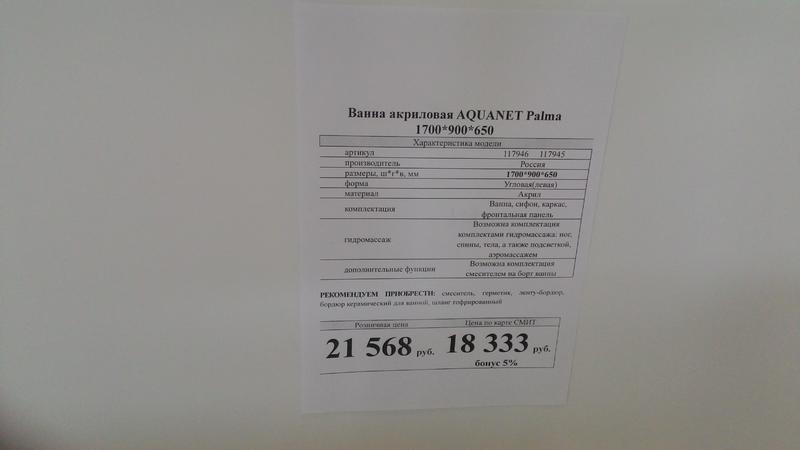 Ванна акриловая AQUANET Palma
1700*900*650
Характеристика модели
артикул 117946 117945
производитель Россия
размеры, ш*г*в, мм 1700*900*650
форма Угловая(левая)
материал Акрил
комплектация Ванна, сифон, каркас,
фронтальная панель
гидромассаж Возможна комплектация
комплектами гидромассажа: ног,
спины, тела, а также подсветкой,
аэромассажем
дополнительные функции Возможна комплектация
смесителем на борт ванны
РЕКОМЕНДУЕМ ПРИОБРЕСТИ: смеситель, герметик, ленту-бордюр,
бордюр керамический для ванной, шланг гофрированный
Розничная цена Цена по карте СМИТ
21 568 руб. 18 333 руб.
бонус 5%